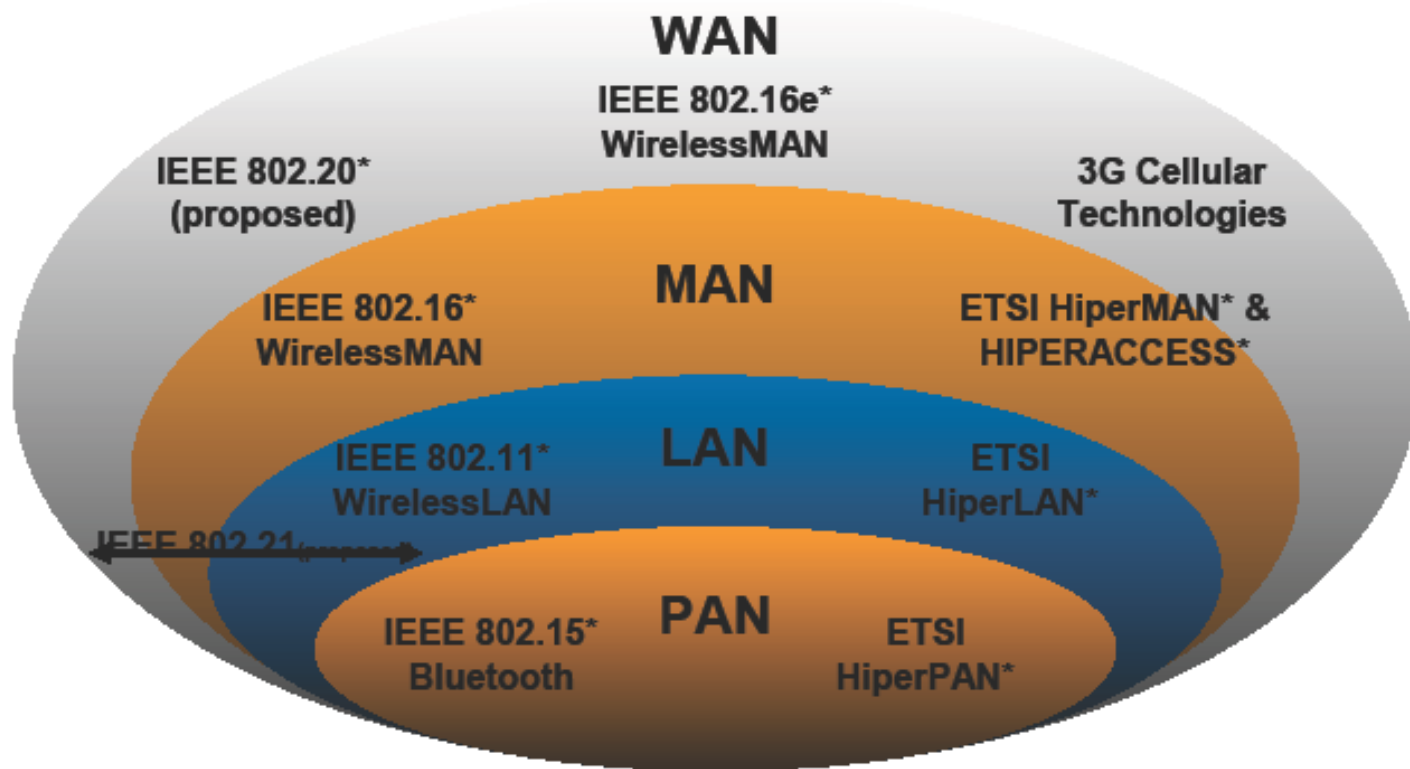 WAN
IEEE 802.16e*
WirelessMAN
IEEE 802.20*
(proposed)
3G Cellular
Technologies
MAN
IEEE 802.16*
WirelessMAN
ETSI HiperMAN* &
HIPERACCESS*
LAN
IEEE 802.11*
WirelessLAN
ETSI
HiperLAN*
IEEE 802.21 (proposed)
PAN
IEEE 802.15*
Bluetooth
ETSI
HiperPAN*